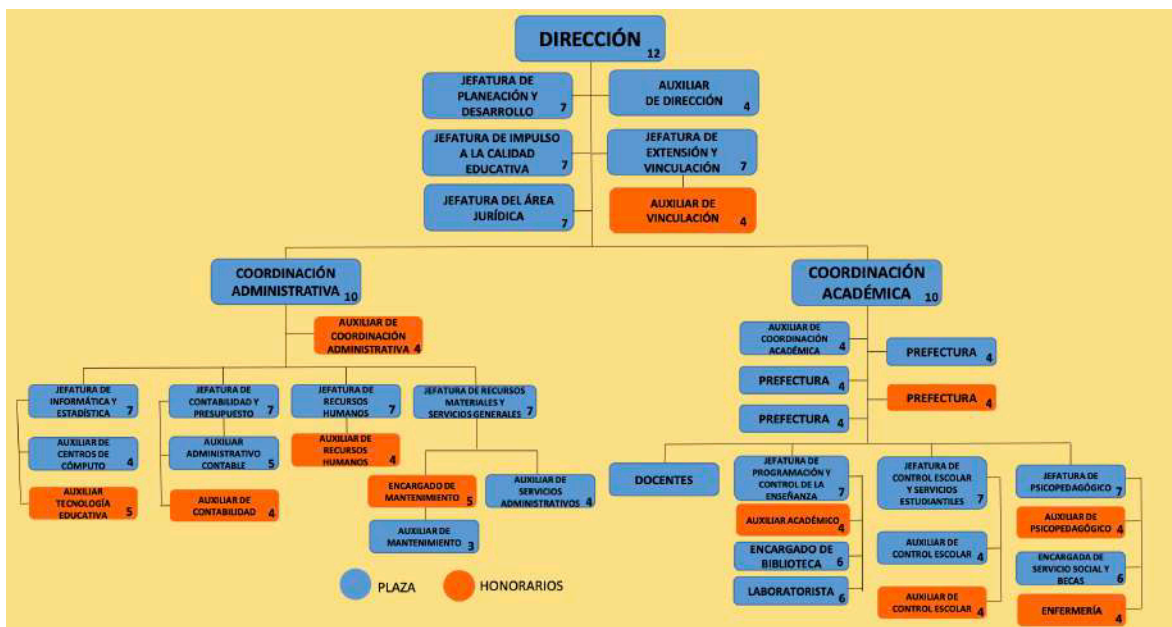 DIRECCIÓN
12
JEFATURA DE
PLANEACIÓN Y
DESARROLLO
7
AUXILIAR
DE DIRECCIÓN
4
JEFATURA DE IMPULSO
A LA CALIDAD
EDUCATIVA
7
JEFATURA DE
EXTENSIÓN Y
VINCULACIÓN
7
JEFATURA DEL ÁREA
JURÍDICA
7
AUXILIAR DE
VINCULACIÓN
4
COORDINACIÓN
ADMINISTRATIVA
10
COORDINACIÓN
ACADÉMICA
10
AUXILIAR DE
COORDINACIÓN
ADMINISTRATIVA
4
AUXILIAR DE
COORDINACIÓN
ACADÉMICA
4
PREFECTURA
4
PREFECTURA
4
PREFECTURA
4
PREFECTURA
4
JEFATURA DE
INFORMÁTICA Y
ESTADÍSTICA
7
JEFATURA DE
CONTABILIDAD Y
PRESUPUESTO
7
JEFATURA DE
RECURSOS
HUMANOS
7
JEFATURA DE RECURSOS
MATERIALES Y
SERVICIOS GENERALES
7
AUXILIAR DE
CENTROS DE
CÓMPUTO
4
AUXILIAR
ADMINISTRATIVO
CONTABLE
5
AUXILIAR DE
RECURSOS
HUMANOS
4
AUXILIAR
TECNOLOGÍA
EDUCATIVA
5
AUXILIAR DE
CONTABILIDAD
4
ENCARGADO DE
MANTENIMIENTO
5
AUXILIAR DE
SERVICIOS
ADMINISTRATIVOS
4
AUXILIAR DE
MANTENIMIENTO
3
DOCENTES
JEFATURA DE
PROGRAMACIÓN Y
CONTROL DE LA
ENSEÑANZA
7
JEFATURA DE
CONTROL ESCOLAR
Y SERVICIOS
ESTUDIANTILES
7
JEFATURA DE
PSICOPEDAGÓGICO
7
AUXILIAR ACADÉMICO
4
AUXILIAR DE
PSICOPEDAGÓGICO
4
ENCARGADO DE
BIBLIOTECA
6
AUXILIAR DE
CONTROL ESCOLAR
4
ENCARGADA DE
SERVICIO SOCIAL Y
BECAS
6
LABORATORISTA
6
AUXILIAR DE
CONTROL ESCOLAR
4
ENFERMERÍA
4
PLAZA
HONORARIOS